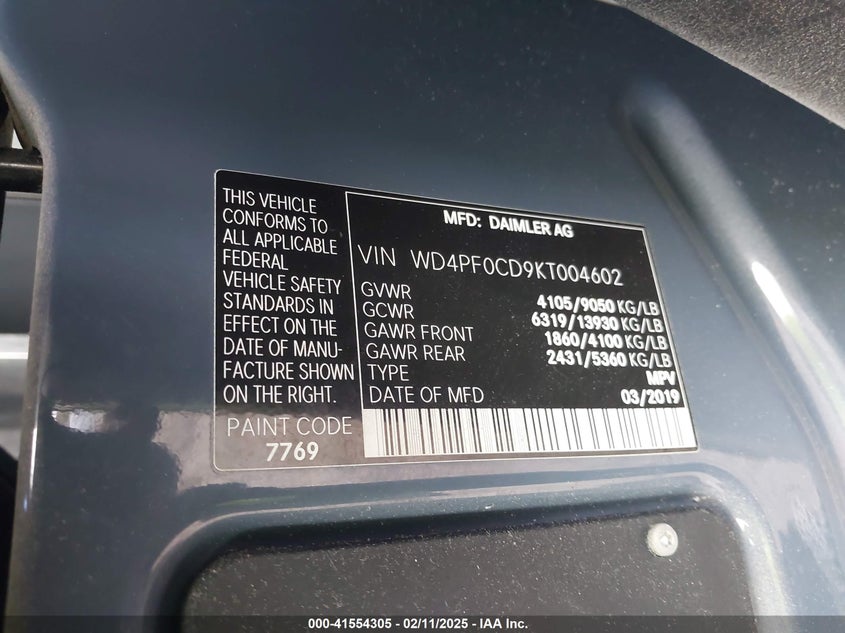 THIS VEHICLE
CONFORMS TO
ALL APPLICABLE
FEDERAL
VEHICLE SAFETY
STANDARDS IN
EFFECT ON THE
DATE OF MANU-
FACTURE SHOWN
ON THE RIGHT.
PAINT CODE
7769
MFD: DAIMLER AG
VIN WD4PF0CD9KT004602
GVWR 4105/9050 KG/LB
GCWR 6319/13930 KG/LB
GAWR FRONT 1860/4100 KG/LB
GAWR REAR 2431/5360 KG/LB
TYPE MPV
DATE OF MFD 03/2019
000-41554305 - 02/11/2025 - IAA Inc.